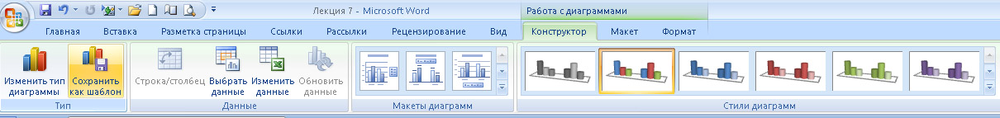 Лекция 7 - Microsoft Word
Работа с диаграммами
Главная Вставка Разметка страницы Ссылки Рассылки Рецензирование Вид Конструктор Макет Формат
Изменить тип диаграммы
Сохранить как шаблон
Строка/столбец
Выбрать данные
Изменить данные
Обновить данные
Тип
Данные
Макеты диаграмм
Стили диаграмм